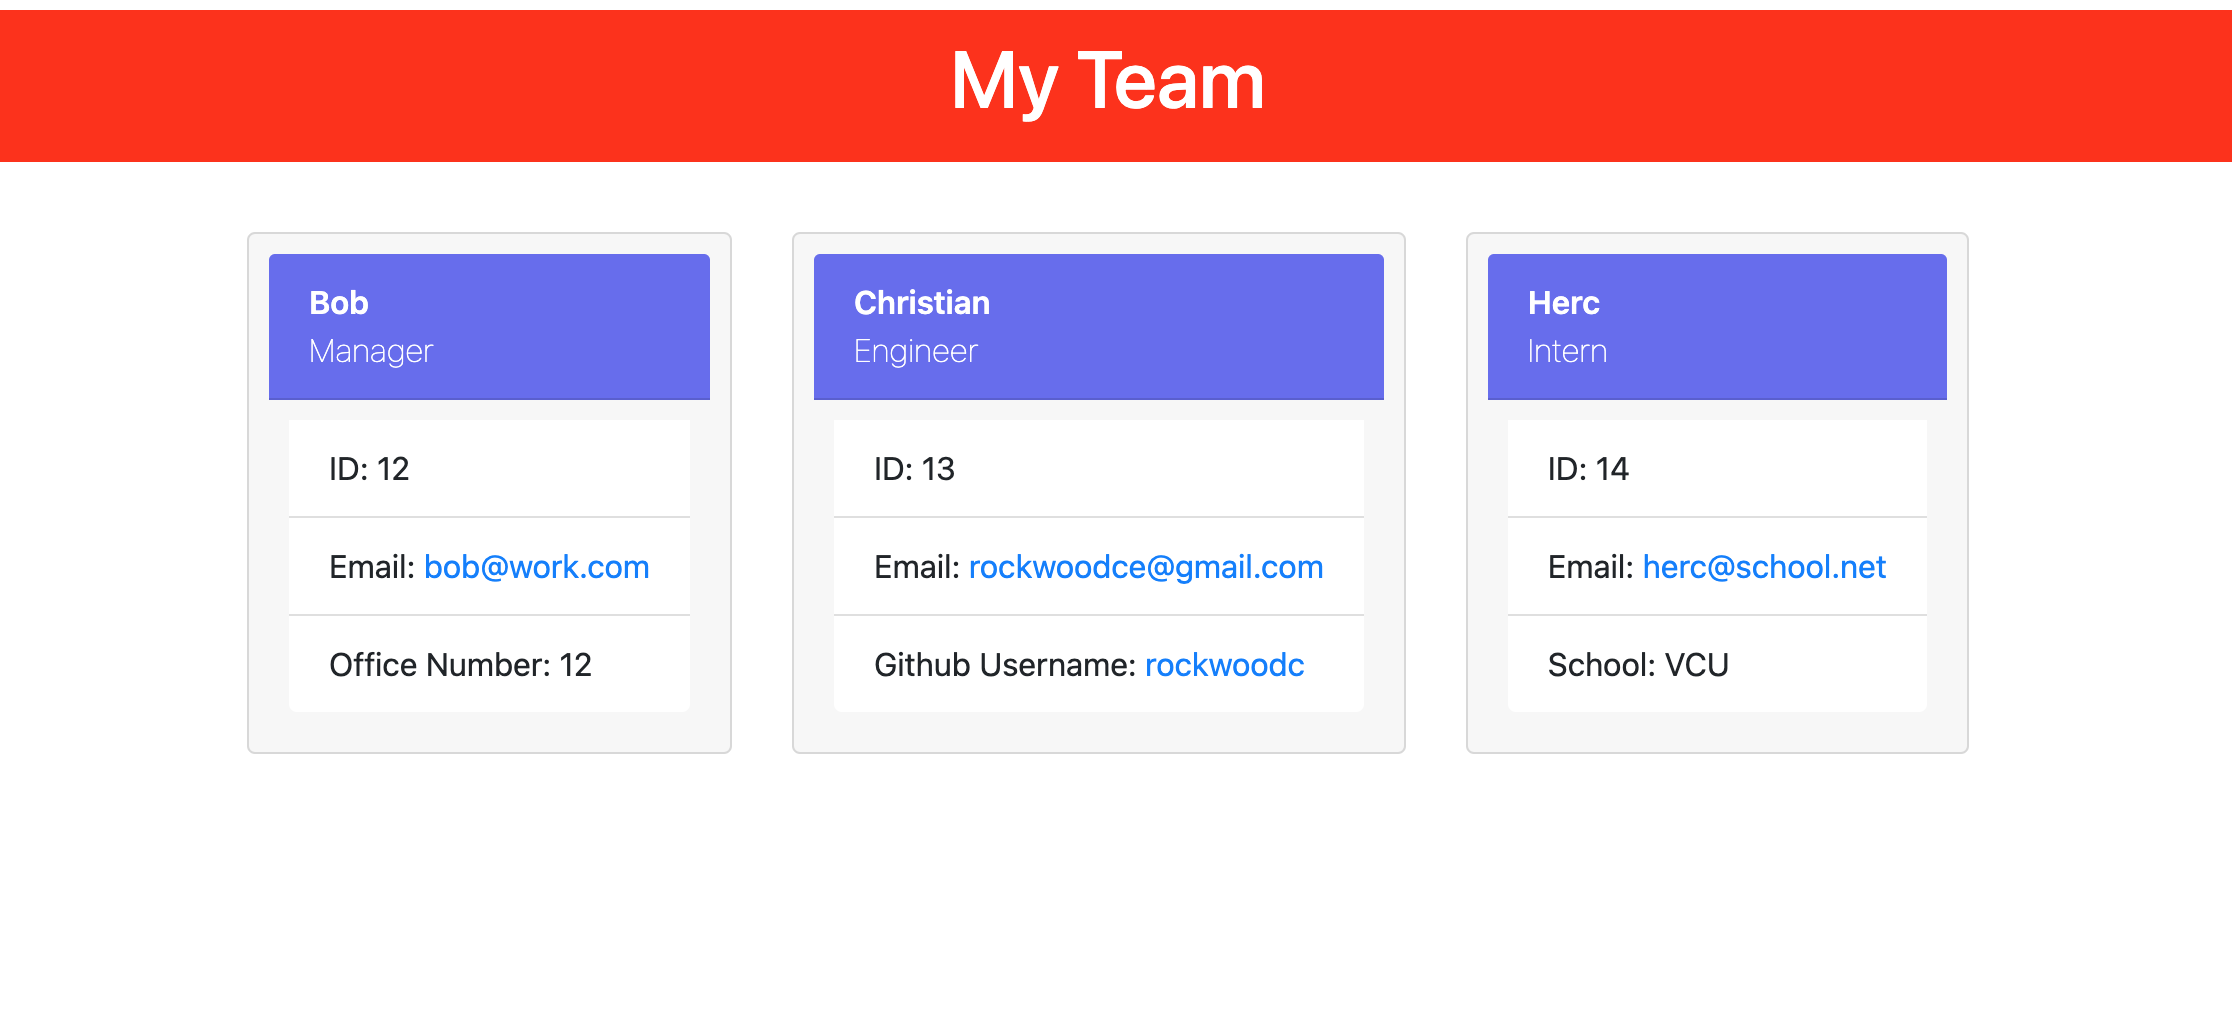 My Team
Bob
Manager
ID: 12
Email: bob@work.com
Office Number: 12
Christian
Engineer
ID: 13
Email: rockwoodce@gmail.com
Github Username: rockwoodc
Herc
Intern
ID: 14
Email: herc@school.net
School: VCU